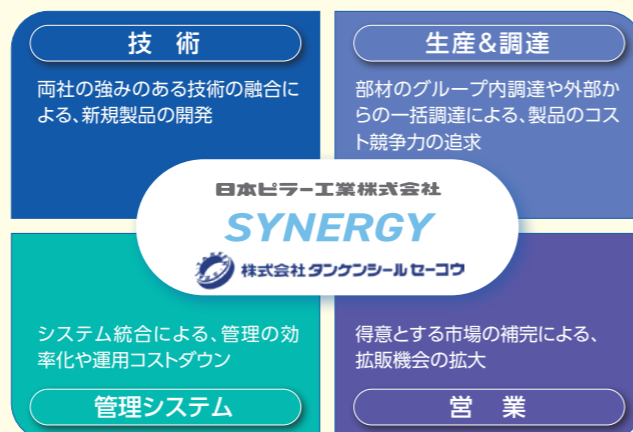 技 術
両社の強みのある技術の融合に
よる、新規製品の開発
生産&調達
部材のグループ内調達や外部か
らの一括調達による、製品のコス
ト競争力の追求
日本ピラー工業株式会社
SYNERGY
株式会社タンケンシールセーコウ
システム統合による、管理の効
率化や運用コストダウン
管理システム
得意とする市場の補完による、
拡販機会の拡大
営 業